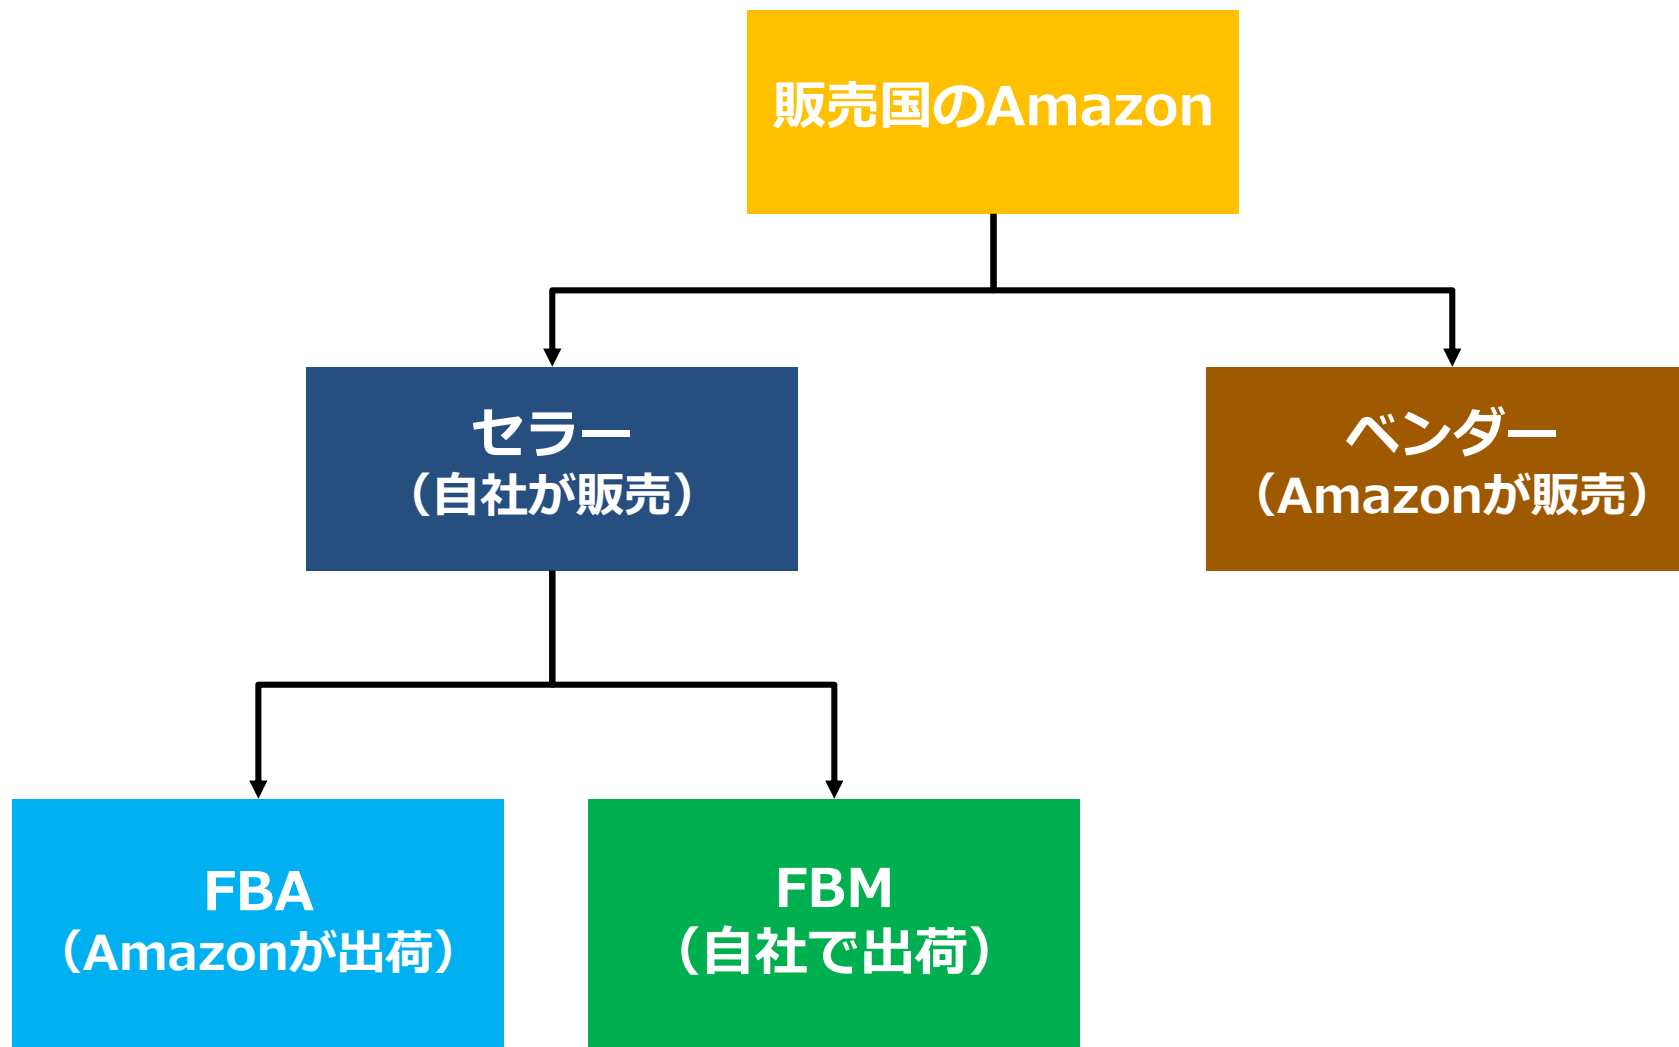 販売国のAmazon
セラー
（自社が販売）
ベンダー
（Amazonが販売）
FBA
（Amazonが出荷）
FBM
（自社で出荷）